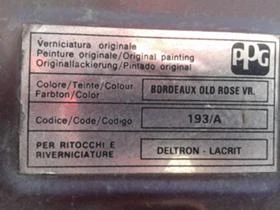 Verniciatura originale
Peinture originale/Original painting
Originallackierung/Pintado original
PPG
Colore/Teinte/Colour
Farbton/Color
BORDEAUX OLD ROSE VR.
Codice/Code/Codigo
193/A
PER RITOCCHI E
RIVERNICIATURE
DELTRON - LACRIT